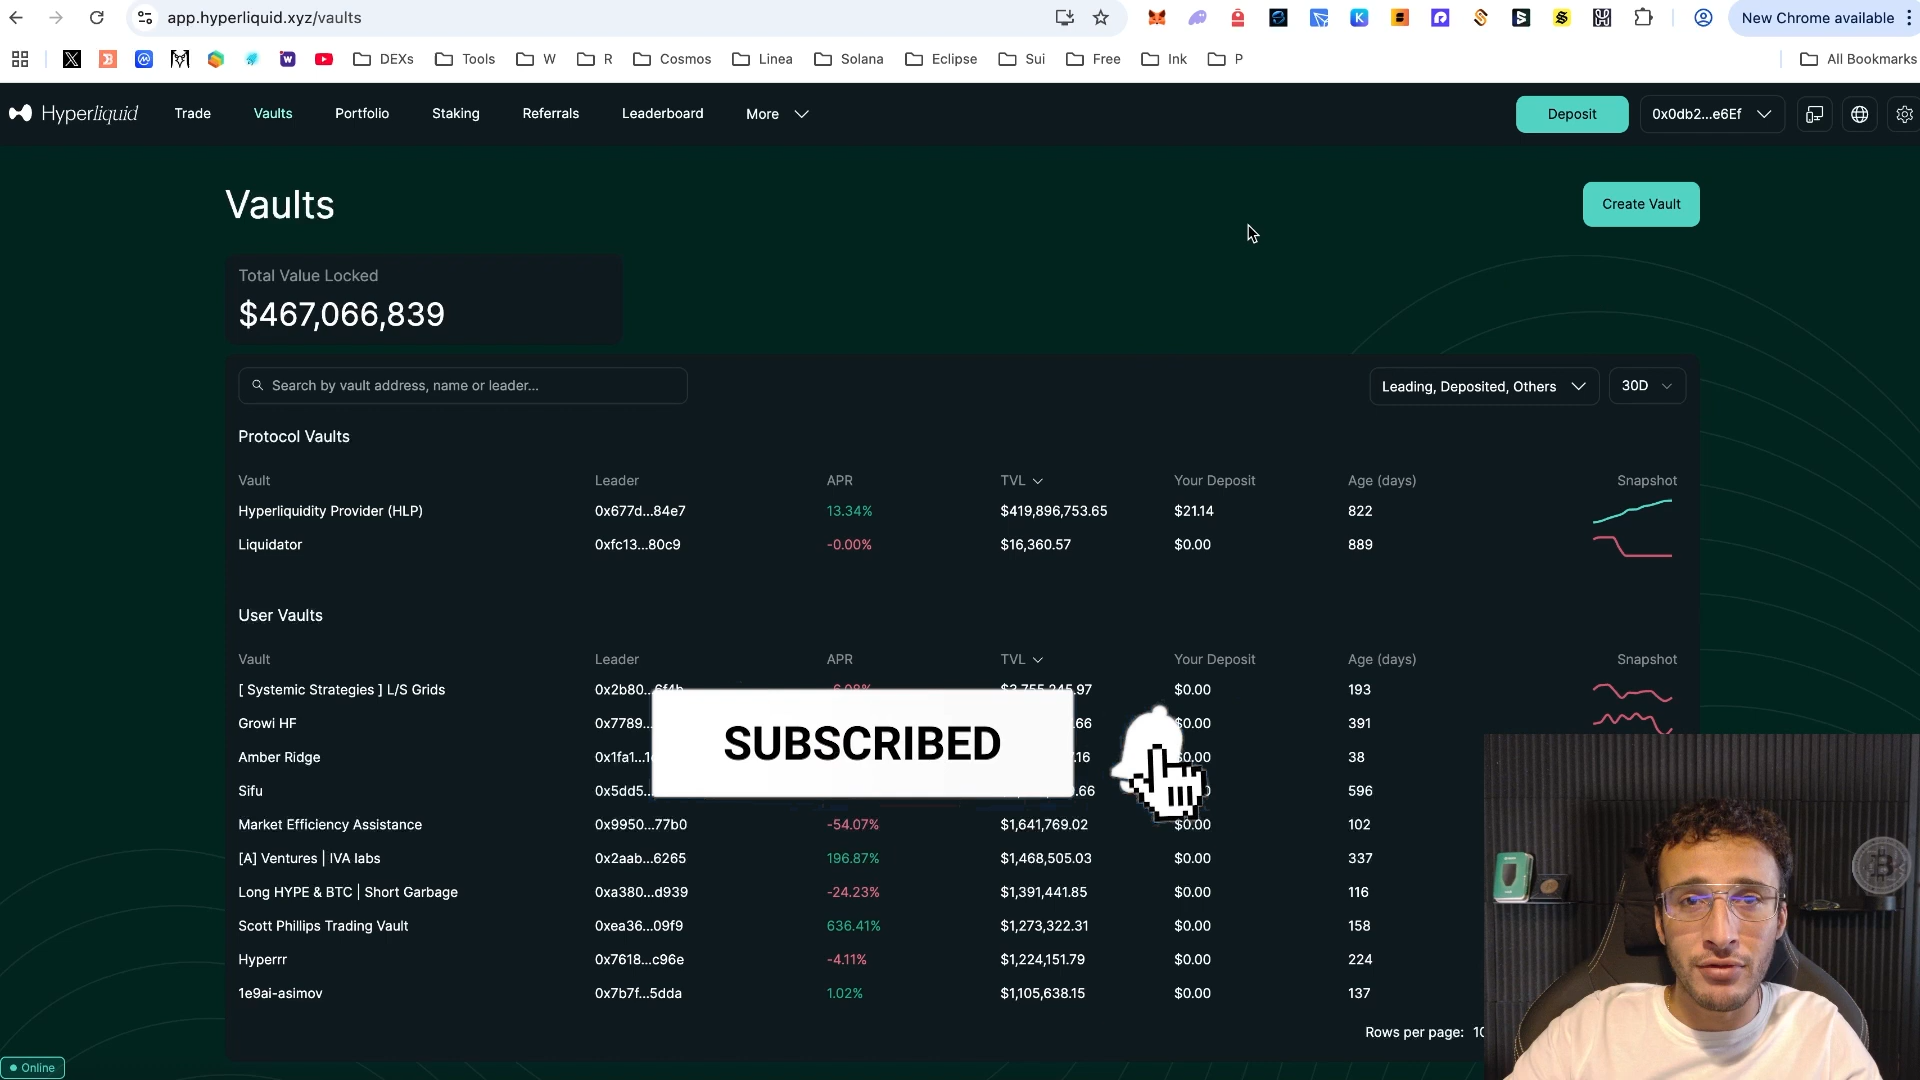 app.hyperliquid.xyz/vaults
New Chrome available
DEXs Tools W R Cosmos Linea Solana Eclipse Sui Free Ink P All Bookmarks
Hyperliquid Trade Vaults Portfolio Staking Referrals Leaderboard More Deposit 0x0db2...e6Ef
Vaults
Create Vault
Total Value Locked
$467,066,839
Search by vault address, name or leader...
Leading, Deposited, Others 30D
Protocol Vaults
Vault Leader APR TVL Your Deposit Age (days) Snapshot
Hyperliquidity Provider (HLP) 0x677d...84e7 13.34% $419,896,753.65 $21.14 822
Liquidator 0xfc13...80c9 -0.00% $16,360.57 $0.00 889
User Vaults
Vault Leader APR TVL Your Deposit Age (days) Snapshot
[ Systemic Strategies ] L/S Grids $0.00 193
Growi HF 0x7789... .66 $0.00 391
Amber Ridge .16 $0.00 38
Sifu 0x5dd5... .66 596
SUBSCRIBED
Market Efficiency Assistance 0x9950...77b0 -54.07% $1,641,769.02 $0.00 102
[A] Ventures | IVA labs 0x2aab...6265 196.87% $1,468,505.03 $0.00 337
Long HYPE & BTC | Short Garbage 0xa380...d939 -24.23% $1,391,441.85 $0.00 116
Scott Phillips Trading Vault 0xea36...09f9 636.41% $1,273,322.31 $0.00 158
Hyperrr 0x7618...c96e -4.11% $1,224,151.79 $0.00 224
1e9ai-asimov 0x7b7f...5dda 1.02% $1,105,638.15 $0.00 137
Rows per page:
Online